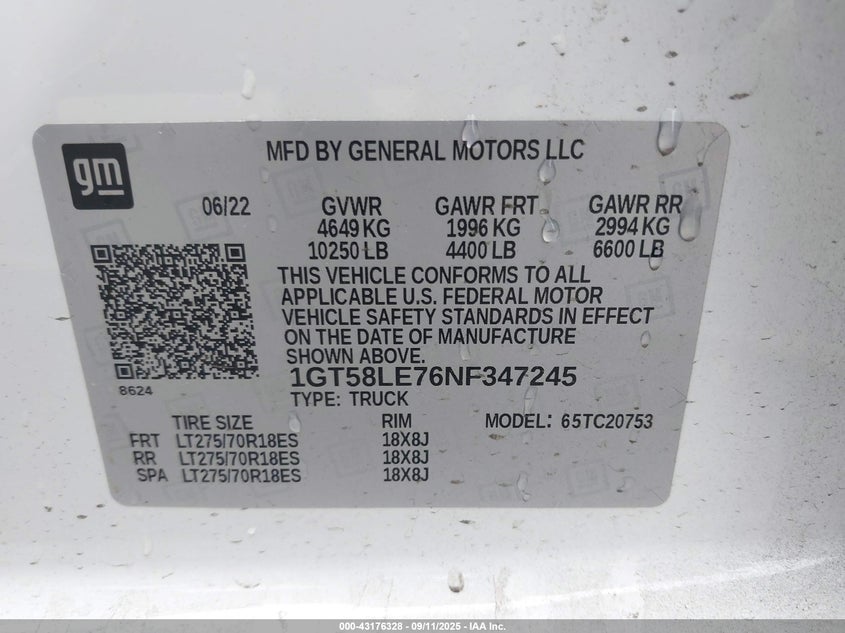 gm
MFD BY GENERAL MOTORS LLC
06/22 GVWR GAWR FRT GAWR RR
4649 KG 1996 KG 2994 KG
10250 LB 4400 LB 6600 LB
THIS VEHICLE CONFORMS TO ALL
APPLICABLE U.S. FEDERAL MOTOR
VEHICLE SAFETY STANDARDS IN EFFECT
ON THE DATE OF MANUFACTURE
SHOWN ABOVE.
8624
1GT58LE76NF347245
TYPE: TRUCK
TIRE SIZE RIM MODEL: 65TC20753
FRT LT275/70R18ES 18X8J
RR LT275/70R18ES 18X8J
SPA LT275/70R18ES 18X8J
000-43176328 - 09/11/2025 - IAA Inc.